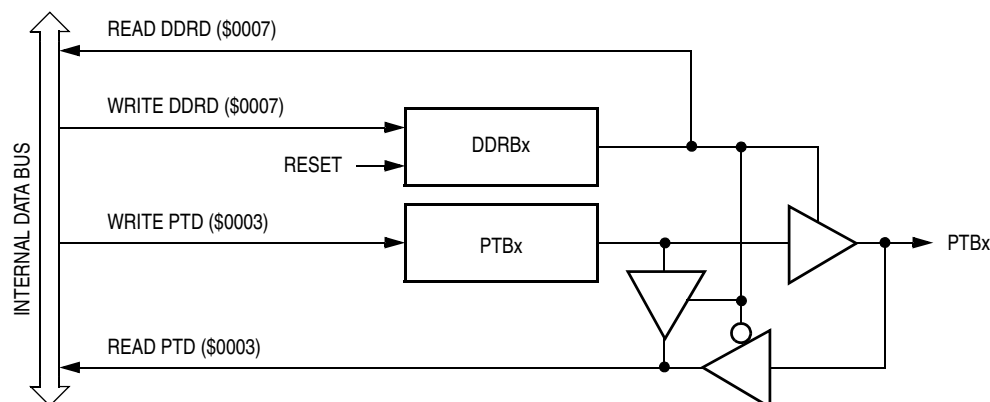 READ DDRD ($0007)
WRITE DDRD ($0007)
DDRBx
RESET
WRITE PTD ($0003)
PTBx
PTBx
READ PTD ($0003)
INTERNAL DATA BUS